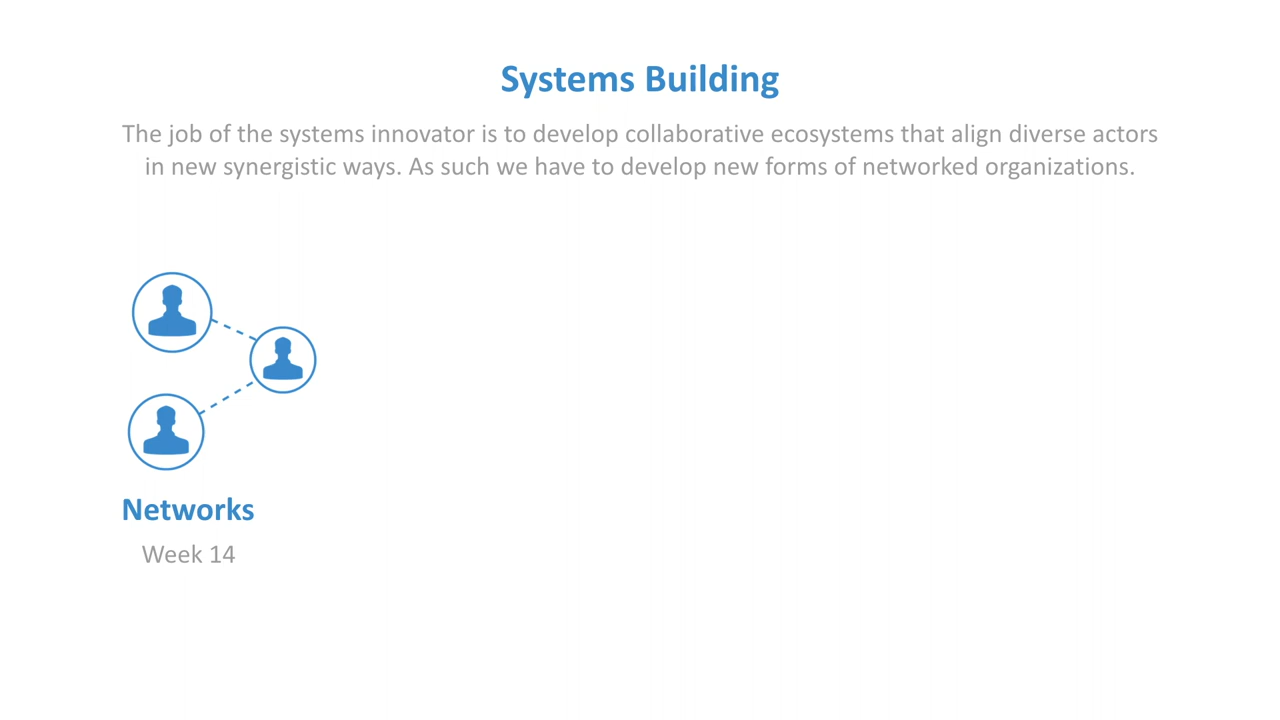 Systems Building
The job of the systems innovator is to develop collaborative ecosystems that align diverse actors
in new synergistic ways. As such we have to develop new forms of networked organizations.
Networks
Week 14